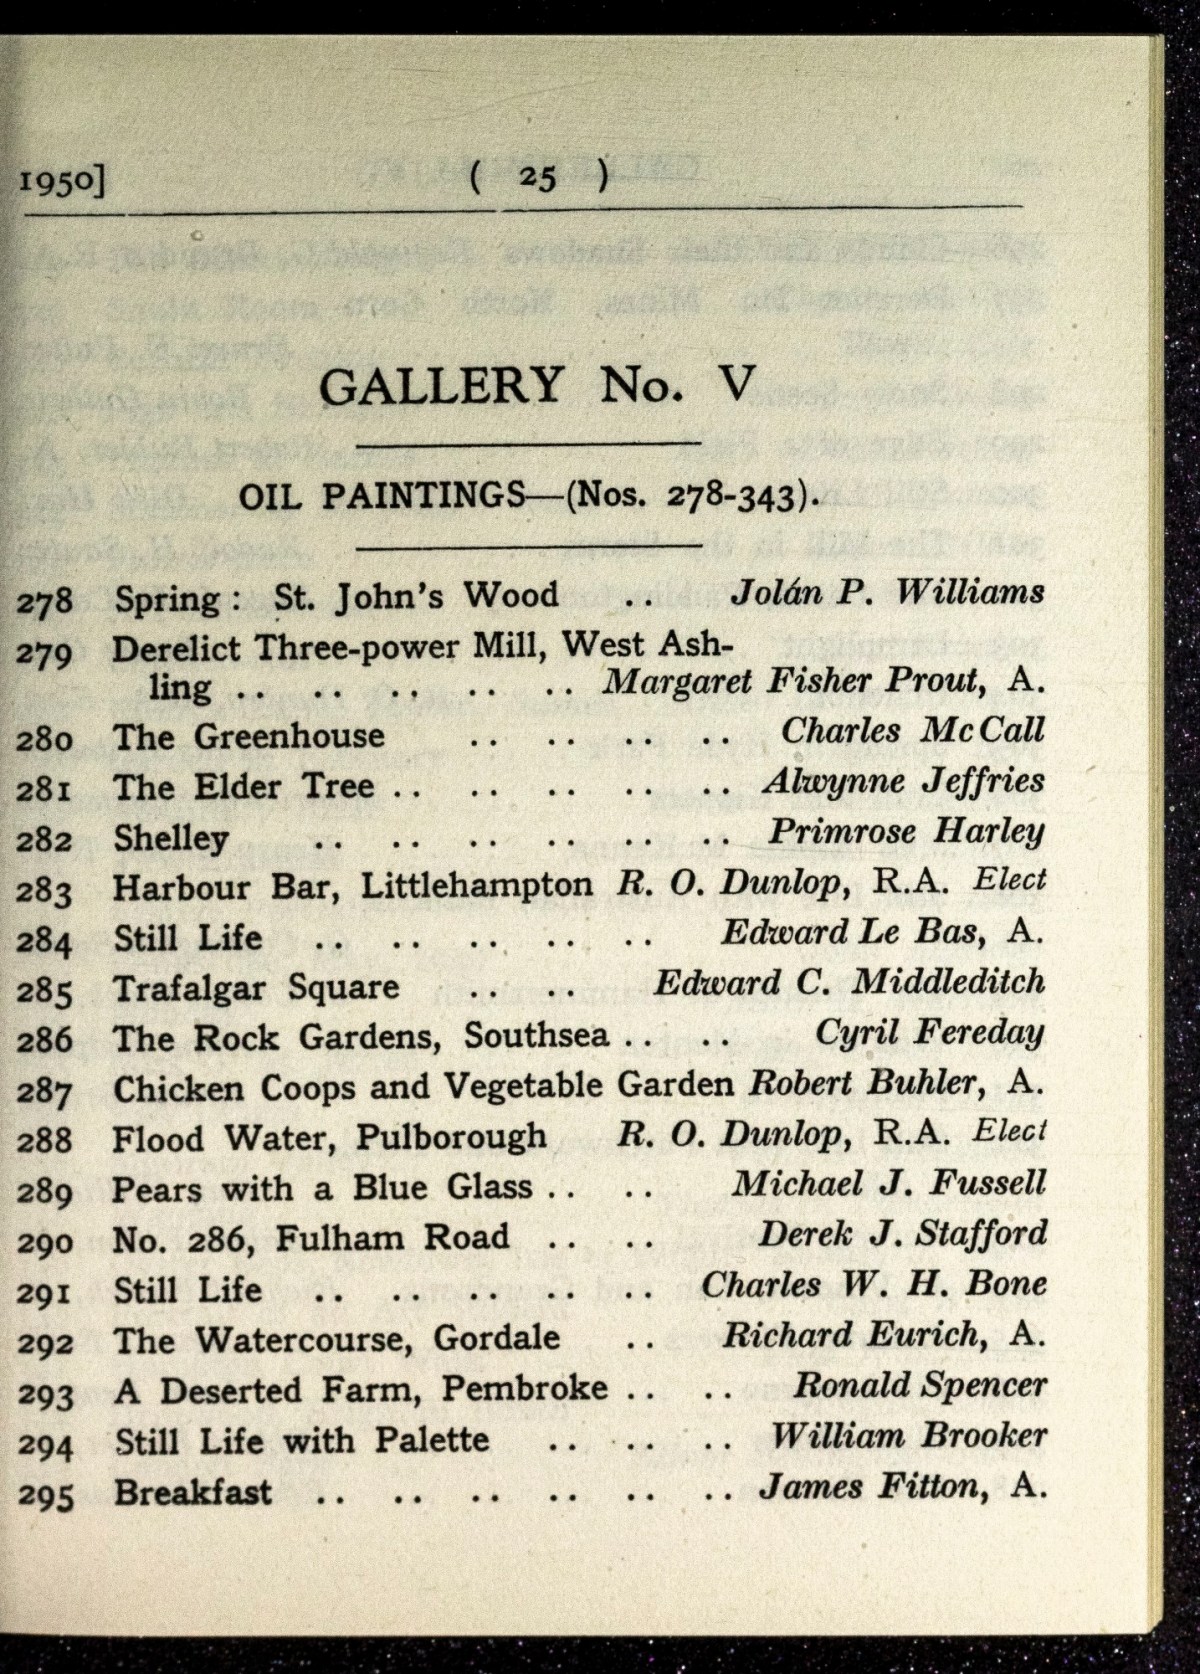 1950] ( 25 )
GALLERY No. V
OIL PAINTINGS—(Nos. 278-343).
278 Spring : St. John's Wood .. Jolán P. Williams
279 Derelict Three-power Mill, West Ash-
ling .. .. .. .. .. Margaret Fisher Prout, A.
280 The Greenhouse .. .. .. .. Charles McCall
281 The Elder Tree .. .. .. .. .. Alwynne Jeffries
282 Shelley .. .. .. .. .. .. Primrose Harley
283 Harbour Bar, Littlehampton R. O. Dunlop, R.A. Elect
284 Still Life .. .. .. .. .. Edward Le Bas, A.
285 Trafalgar Square .. .. Edward C. Middleditch
286 The Rock Gardens, Southsea .. .. Cyril Fereday
287 Chicken Coops and Vegetable Garden Robert Buhler, A.
288 Flood Water, Pulborough R. O. Dunlop, R.A. Elect
289 Pears with a Blue Glass .. .. Michael J. Fussell
290 No. 286, Fulham Road .. .. Derek J. Stafford
291 Still Life .. .. .. .. .. Charles W. H. Bone
292 The Watercourse, Gordale .. Richard Eurich, A.
293 A Deserted Farm, Pembroke .. .. Ronald Spencer
294 Still Life with Palette .. .. .. William Brooker
295 Breakfast .. .. .. .. .. .. James Fitton, A.